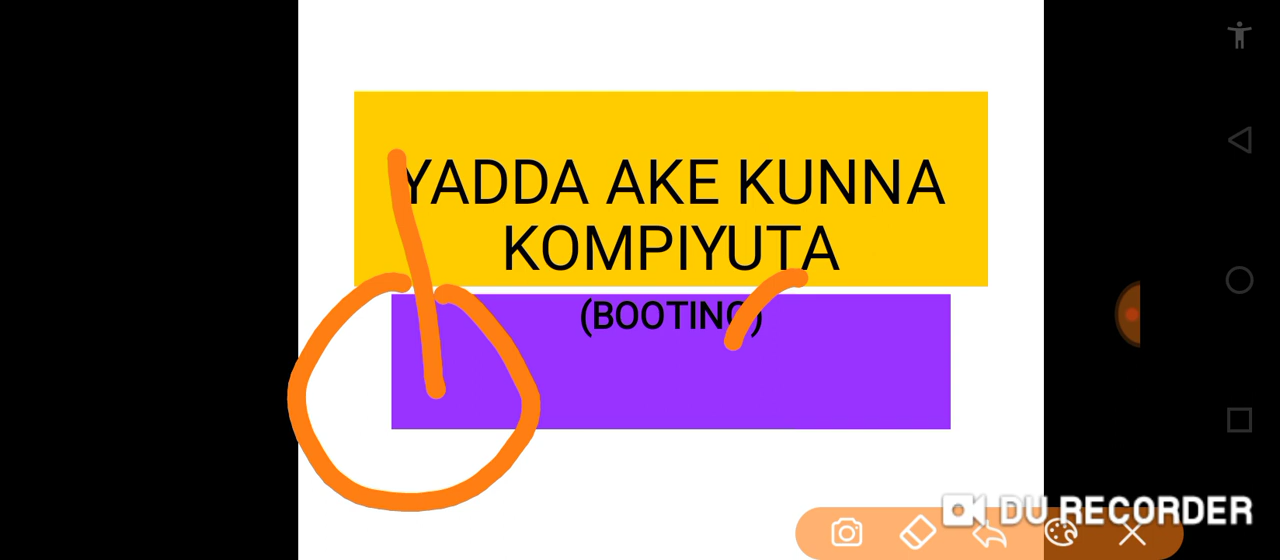 YADDA AKE KUNNA
KOMPIYUTA
(BOOTING)
DU RECORDER